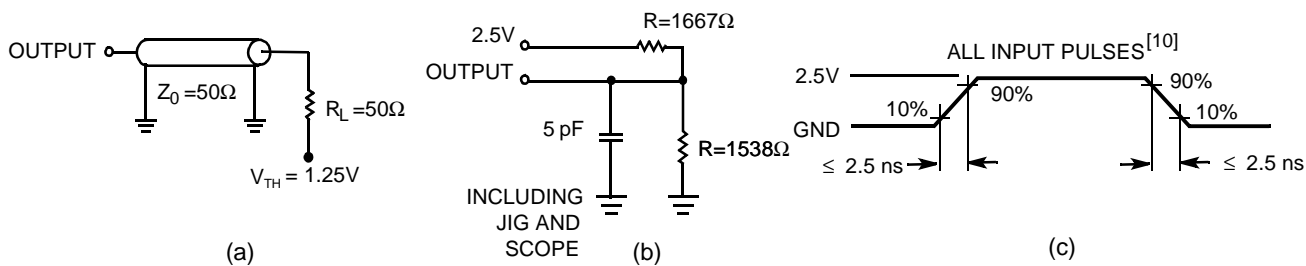 OUTPUT
Z0 = 50Ω
RL = 50Ω
VTH = 1.25V
(a)
R=1667Ω
2.5V
OUTPUT
5 pF
R=1538Ω
INCLUDING
JIG AND
SCOPE
(b)
ALL INPUT PULSES[10]
2.5V
90%
90%
10%
10%
GND
≤ 2.5 ns
≤ 2.5 ns
(c)